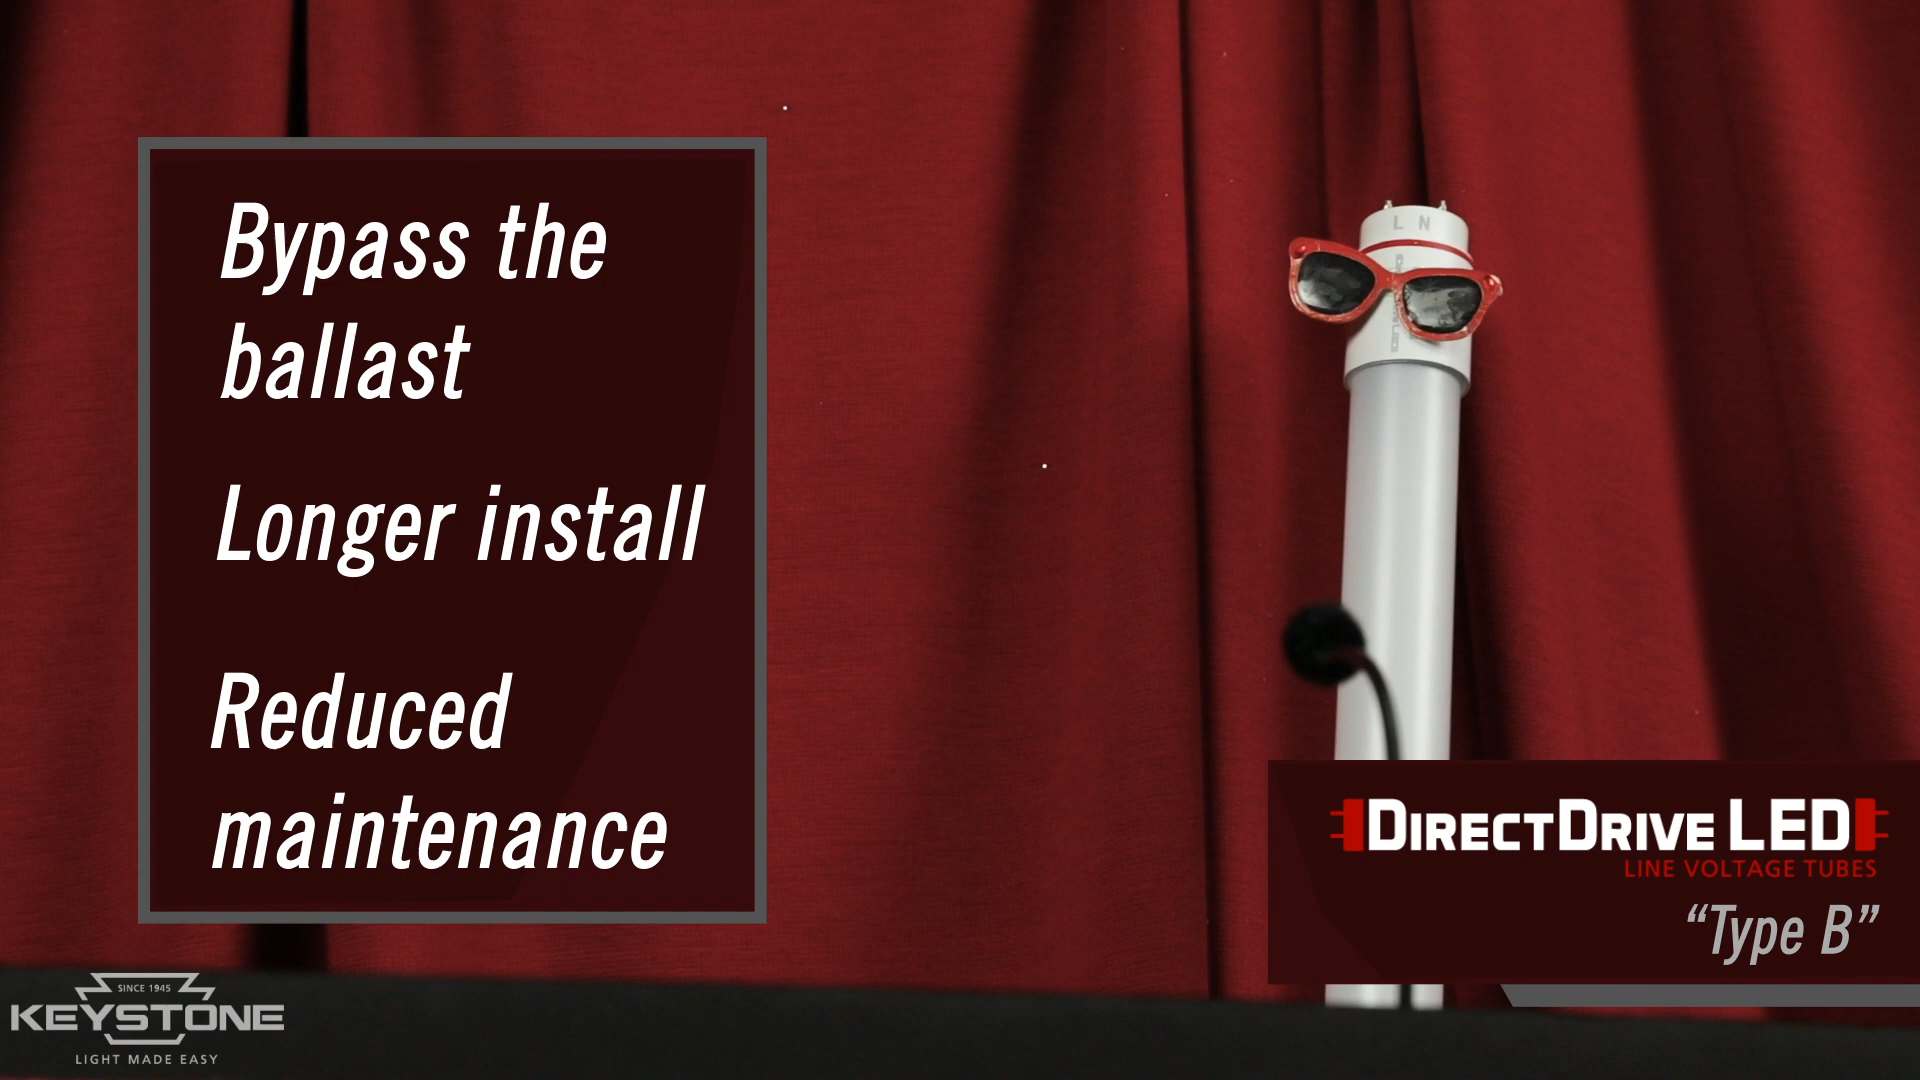 Bypass the
ballast
Longer install
Reduced
maintenance
L N
DIRECTDRIVE LED
LINE VOLTAGE TUBES
“Type B”
SINCE 1945
KEYSTONE
LIGHT MADE EASY